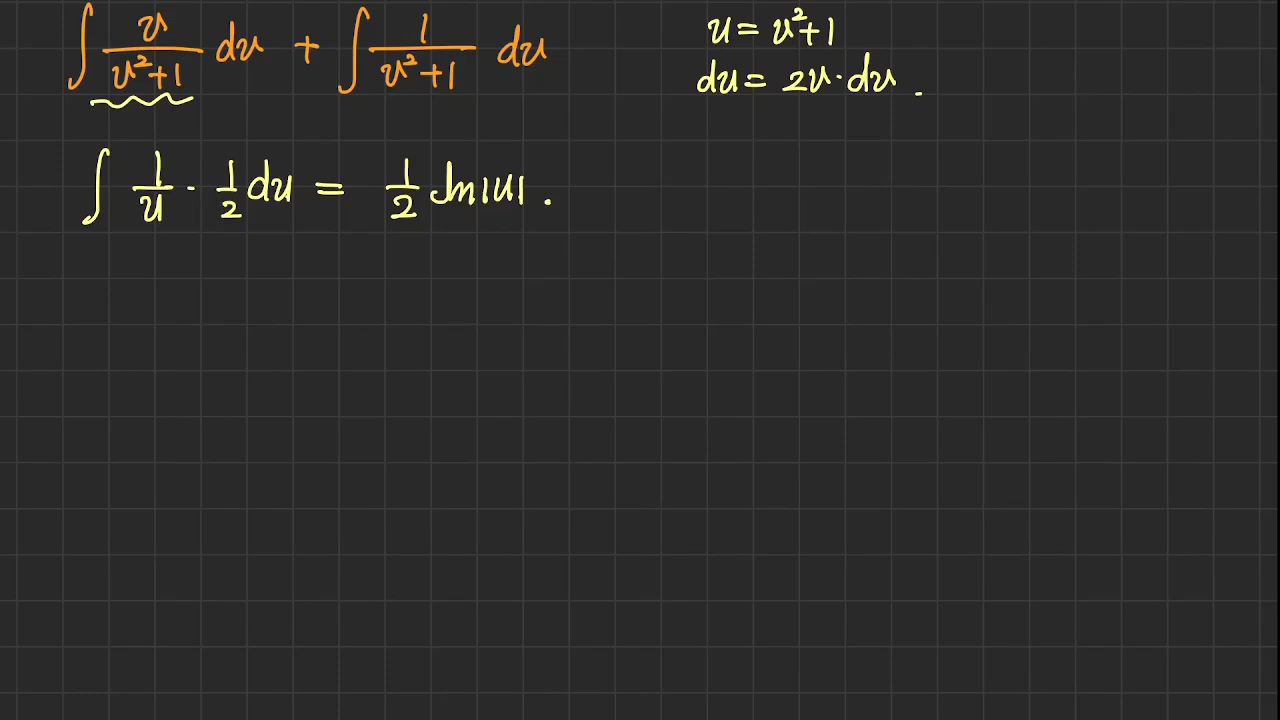 ∫ v/(v²+1) dv + ∫ 1/(v²+1) dv
u = v²+1
du = 2v·dv.
∫ 1/u · 1/2 du = 1/2 ln|u|.